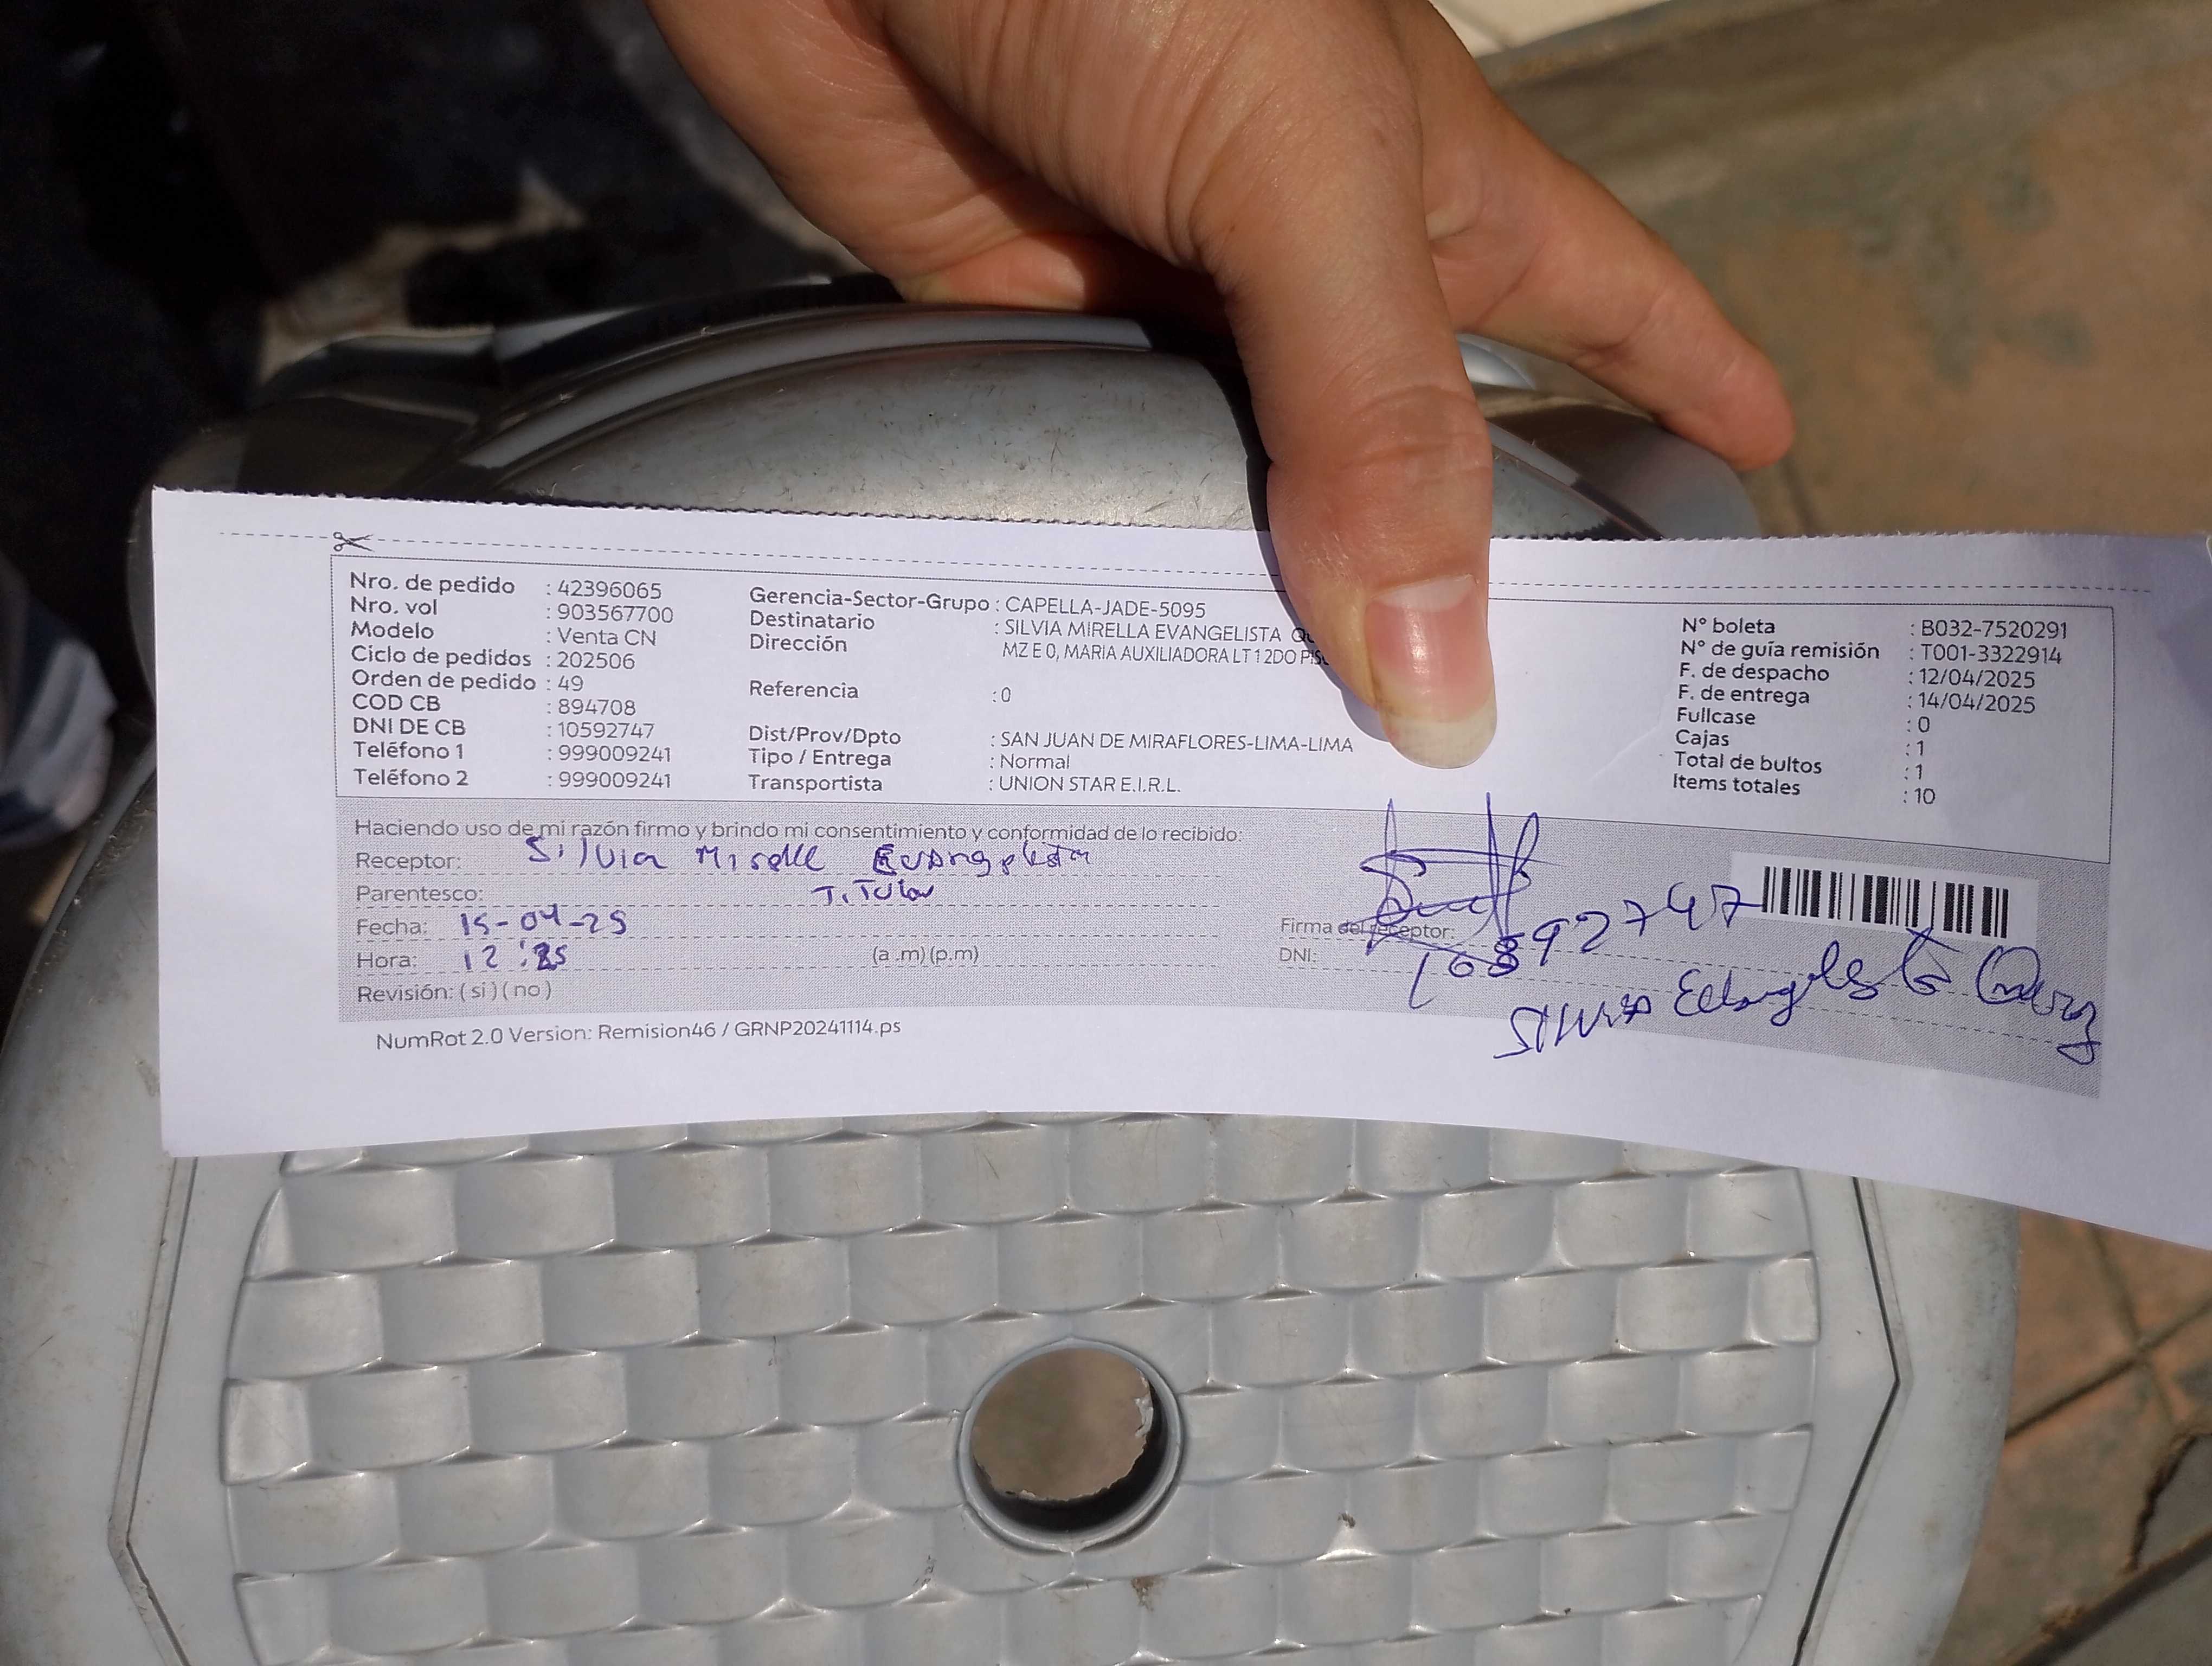 Nro. de pedido : 42396065
Nro. vol : 903567700
Modelo : Venta CN
Ciclo de pedidos : 202506
Orden de pedido : 49
COD CB : 894708
DNI DE CB : 10592747
Teléfono 1 : 999009241
Teléfono 2 : 999009241
Gerencia-Sector-Grupo : CAPELLA-JADE-5095
Destinatario : SILVIA MIRELLA EVANGELISTA
Dirección MZ E 0, MARIA AUXILIADORA LT 1 2DO
Referencia : 0
Dist/Prov/Dpto : SAN JUAN DE MIRAFLORES-LIMA-LIMA
Tipo / Entrega : Normal
Transportista : UNION STAR E.I.R.L.
N° boleta : B032-7520291
N° de guía remisión : T001-3322914
F. de despacho : 12/04/2025
F. de entrega : 14/04/2025
Fullcase : 0
Cajas : 1
Total de bultos : 1
Items totales : 10
Haciendo uso de mi razón firmo y brindo mi consentimiento y conformidad de lo recibido:
Receptor: Silvia Evangelista
Parentesco: Titular
Fecha: 15-04-25
Hora: 12:25 (a .m) (p.m)
Revisión: ( si ) ( no )
Firma del receptor:
DNI: 10592747
Silvia Evangelista
NumRot 2.0 Version: Remision46 / GRNP20241114.ps